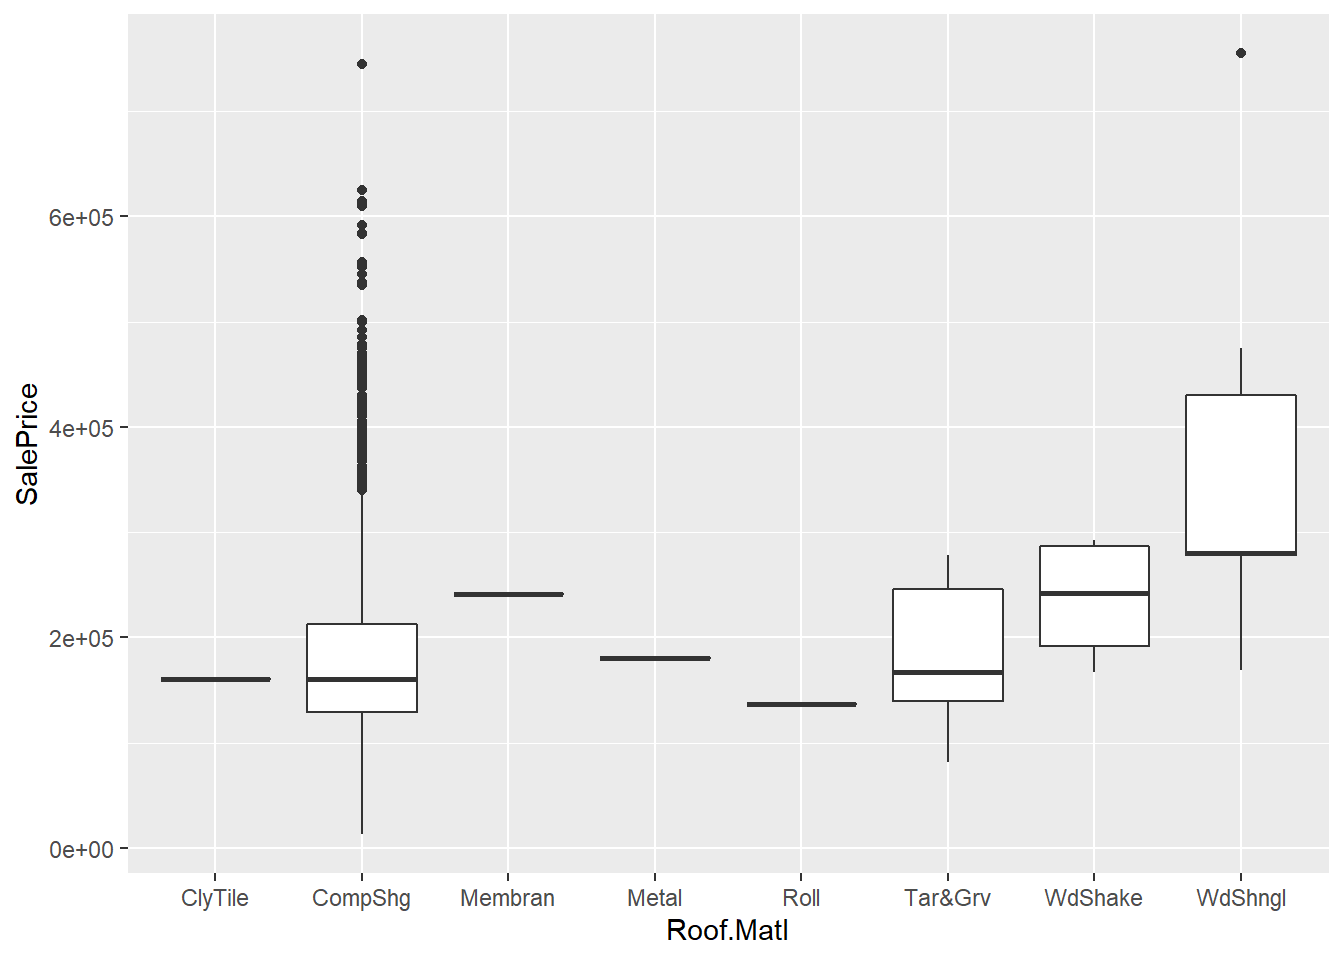 SalePrice
6e+05
4e+05
2e+05
0e+00
ClyTile CompShg Membran Metal Roll Tar&Grv WdShake WdShngl
Roof.Matl